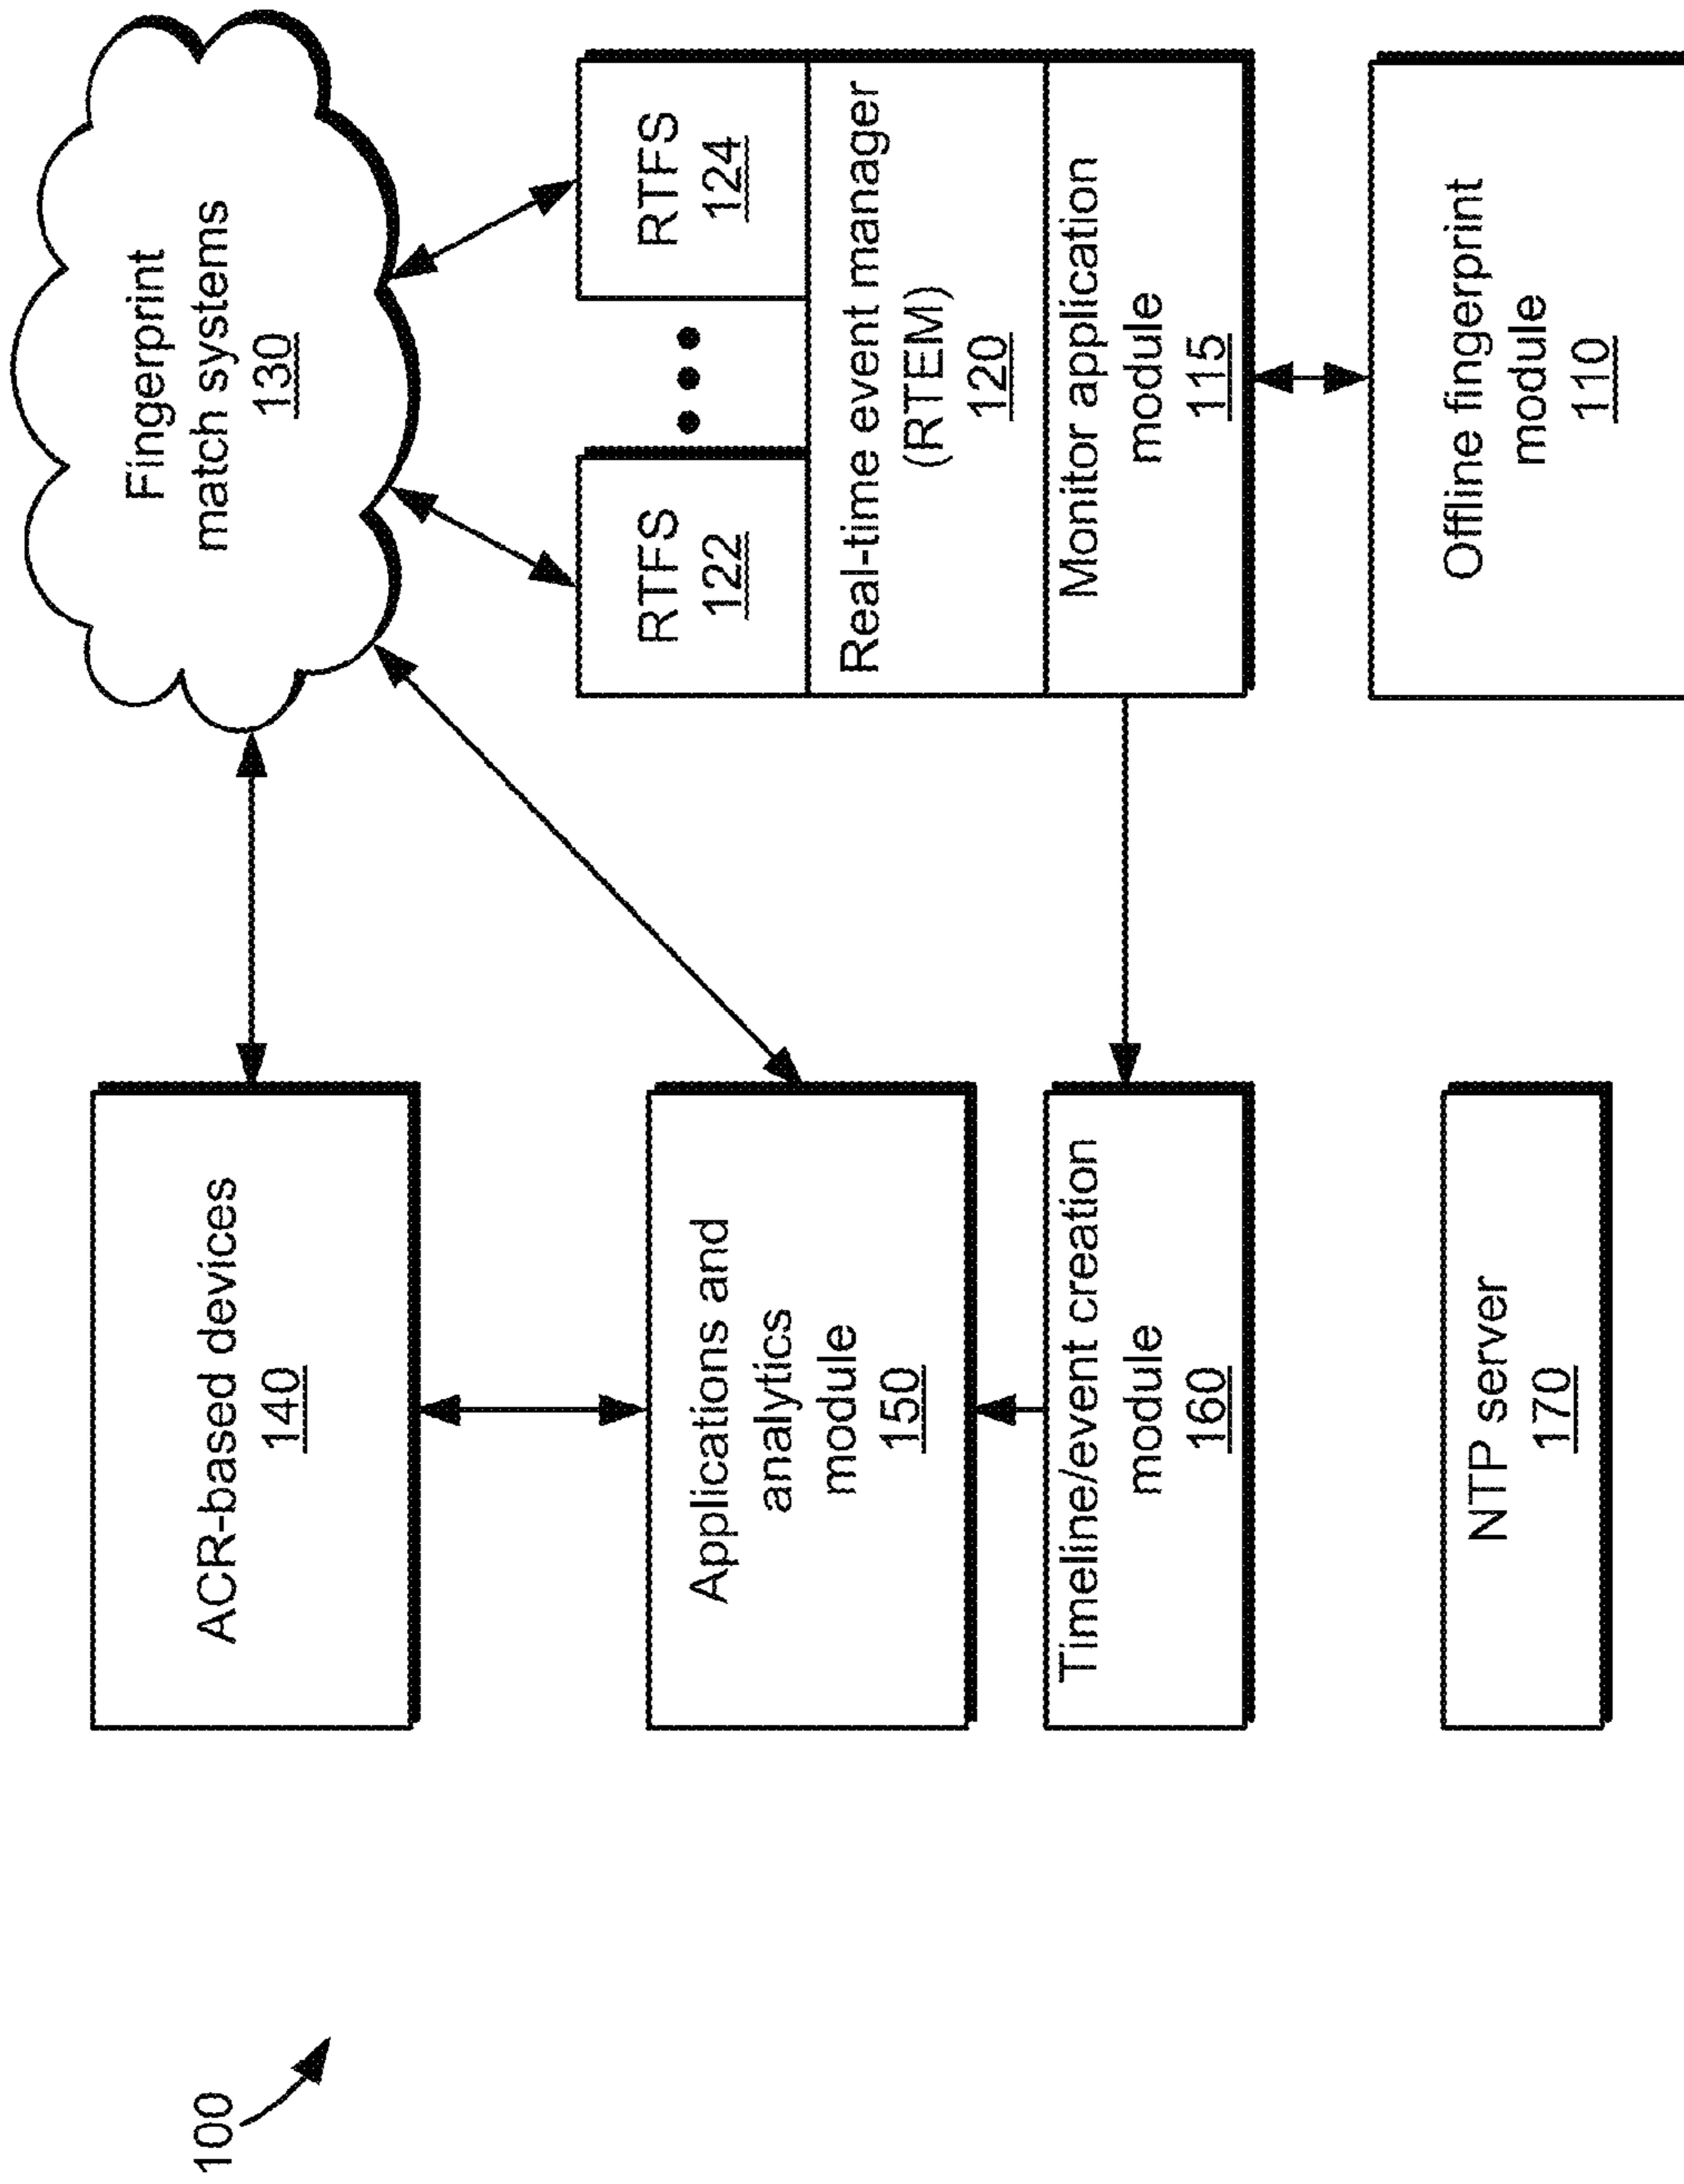 100
ACR-based devices
140
Fingerprint
match systems
130
Applications and
analytics
module
150
RTFS
122
RTFS
124
Real-time event manager
(RTEM)
120
Timeline/event creation
module
160
Monitor application
module
115
NTP server
170
Offline fingerprint
module
110